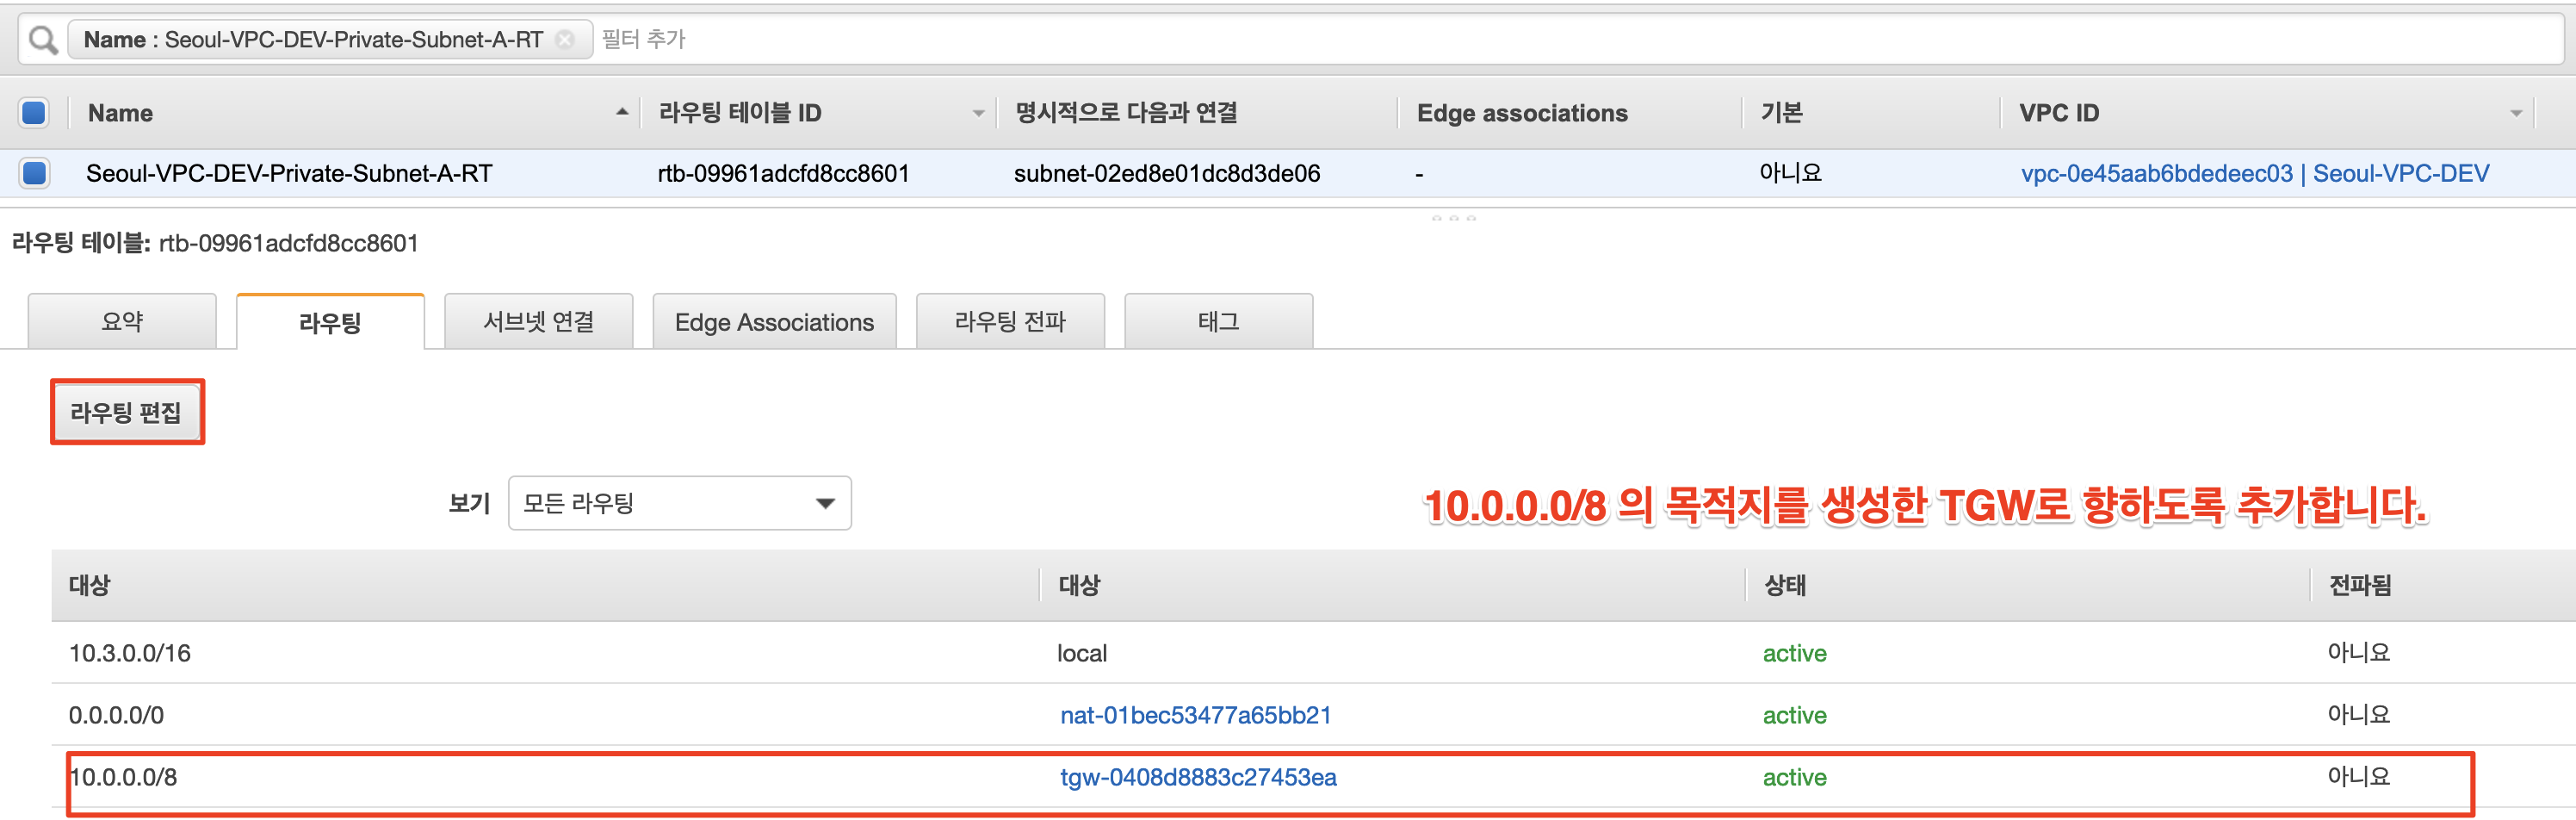 Name : Seoul-VPC-DEV-Private-Subnet-A-RT 필터 추가
Name 라우팅 테이블 ID 명시적으로 다음과 연결 Edge associations 기본 VPC ID
Seoul-VPC-DEV-Private-Subnet-A-RT rtb-09961adcfd8cc8601 subnet-02ed8e01dc8d3de06 - 아니요 vpc-0e45aab6bdedeec03 | Seoul-VPC-DEV
라우팅 테이블: rtb-09961adcfd8cc8601
요약 라우팅 서브넷 연결 Edge Associations 라우팅 전파 태그
라우팅 편집
보기 모든 라우팅 10.0.0.0/8 의 목적지를 생성한 TGW로 향하도록 추가합니다.
대상 대상 상태 전파됨
10.3.0.0/16 local active 아니요
0.0.0.0/0 nat-01bec53477a65bb21 active 아니요
10.0.0.0/8 tgw-0408d8883c27453ea active 아니요